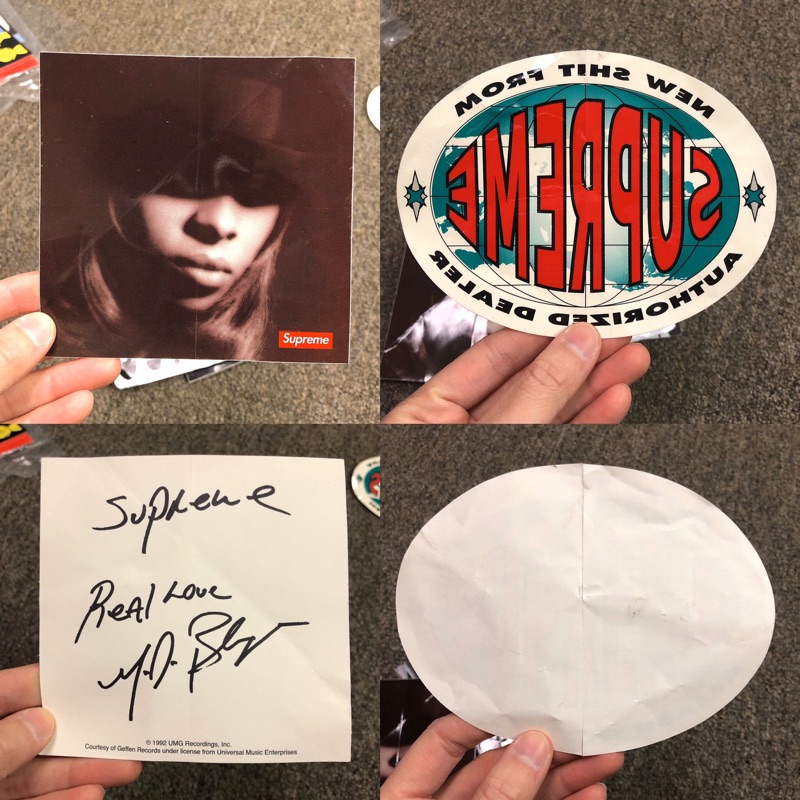 Supreme
NEW SHIT FROM
SUPREME
AUTHORIZED DEALER
Supreme
Real Love
M.J. Blige
© 1992 UMG Recordings, Inc.
Courtesy of Geffen Records under license from Universal Music Enterprises